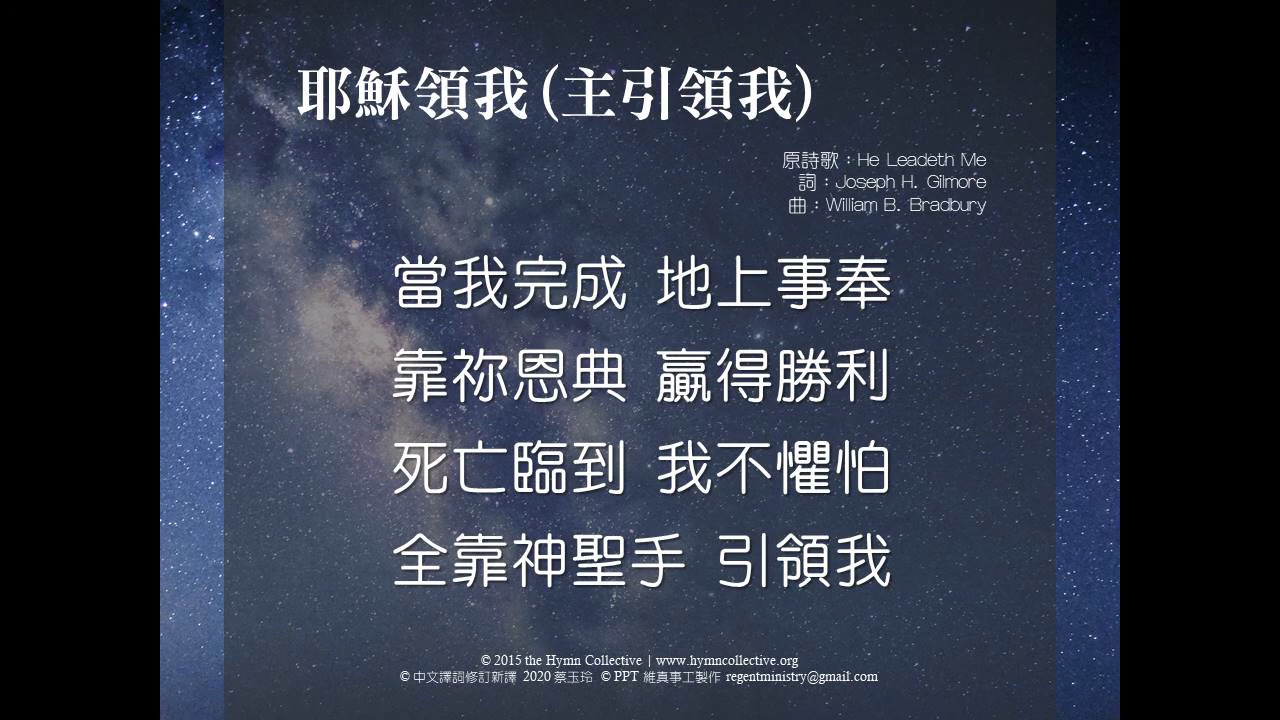 耶穌領我(主引領我)
原詩歌:He Leadeth Me
詞:Joseph H. Gilmore
曲:William B. Bradbury
當我完成 地上事奉
靠祢恩典 贏得勝利
死亡臨到 我不懼怕
全靠神聖手 引領我
© 2015 the Hymn Collective | www.hymncollective.org
© 中文譯詞修訂新譯 2020 蔡玉玲 © PPT 維真事工製作 regentministry@gmail.com